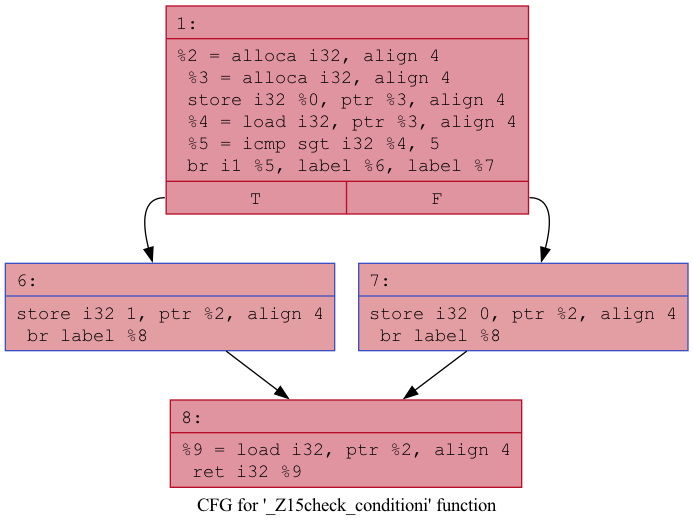 1:
%2 = alloca i32, align 4
%3 = alloca i32, align 4
store i32 %0, ptr %3, align 4
%4 = load i32, ptr %3, align 4
%5 = icmp sgt i32 %4, 5
br i1 %5, label %6, label %7
T
F
6:
store i32 1, ptr %2, align 4
br label %8
7:
store i32 0, ptr %2, align 4
br label %8
8:
%9 = load i32, ptr %2, align 4
ret i32 %9
CFG for '_Z15check_conditioni' function